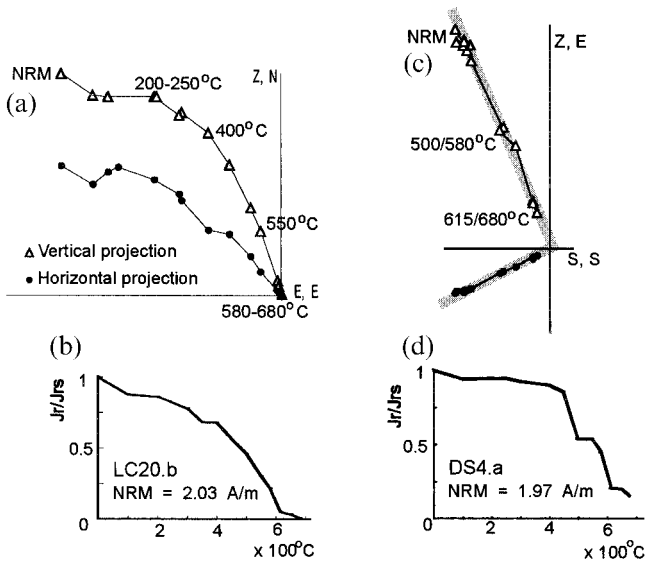 (a)
NRM
200-250°C
Z, N
400°C
550°C
△ Vertical projection
• Horizontal projection
E, E
580-680°C
(b)
Jr/Jrs
1
0.5
LC20.b
NRM = 2.03 A/m
0
2
4
6
x 100°C
NRM
Z, E
(c)
500/580°C
615/680°C
S, S
(d)
Jr/Jrs
1
0.5
DS4.a
NRM = 1.97 A/m
0
2
4
6
x 100°C